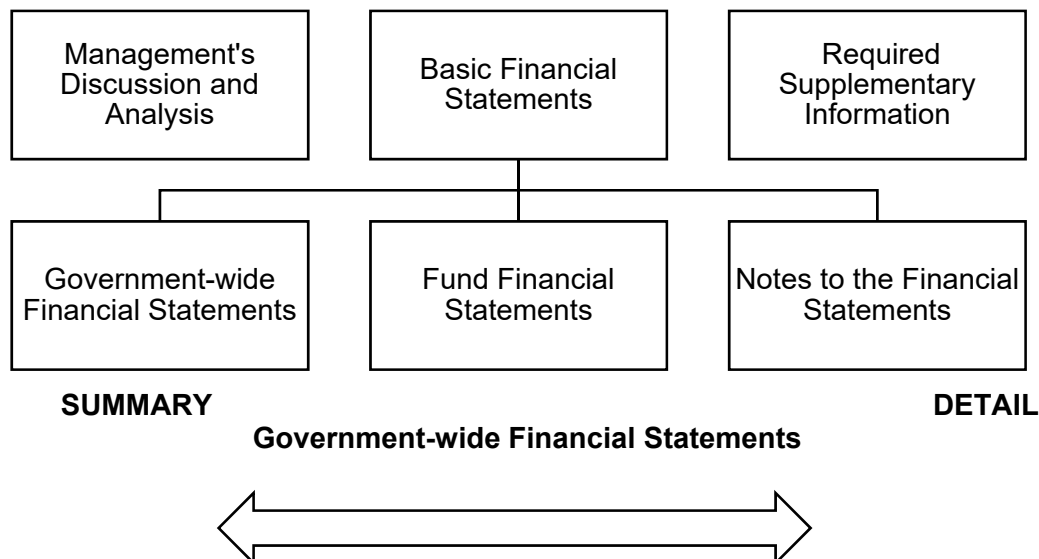 Management's
Discussion and
Analysis
Basic Financial
Statements
Required
Supplementary
Information
Government-wide
Financial Statements
Fund Financial
Statements
Notes to the Financial
Statements
SUMMARY
DETAIL
Government-wide Financial Statements